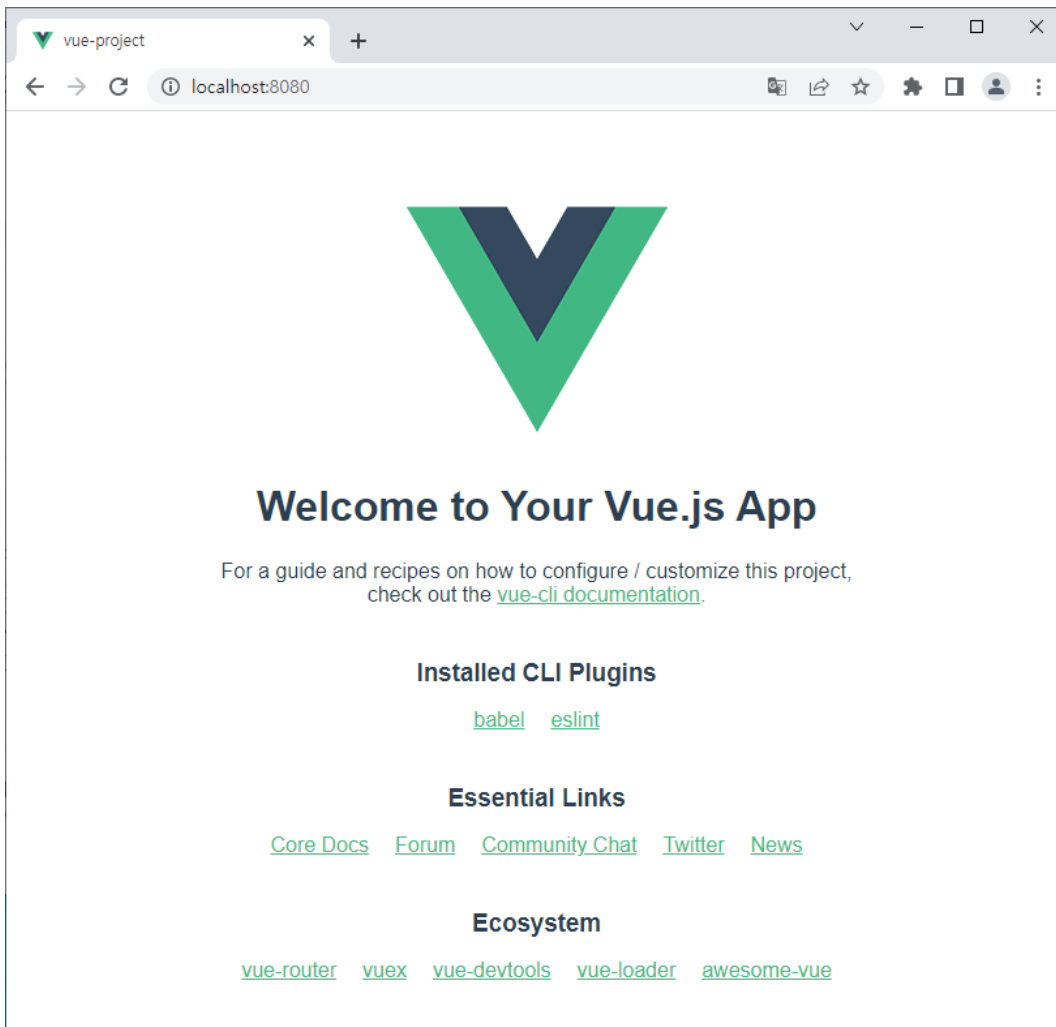 vue-project
localhost:8080
Welcome to Your Vue.js App
For a guide and recipes on how to configure / customize this project,
check out the vue-cli documentation.
Installed CLI Plugins
babel eslint
Essential Links
Core Docs Forum Community Chat Twitter News
Ecosystem
vue-router vuex vue-devtools vue-loader awesome-vue